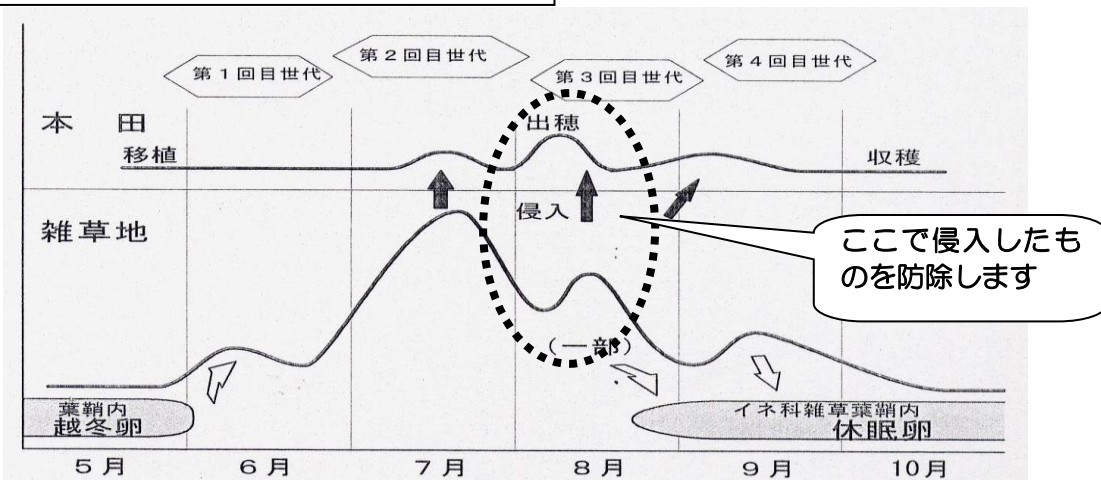 第1回目世代
第2回目世代
第3回目世代
第4回目世代
本 田
出穂
移植
収穫
侵入
雑草地
ここで侵入したも
のを防除します
(一部)
葉鞘内
越冬卵
イネ科雑草葉鞘内
休眠卵
5月 6月 7月 8月 9月 10月